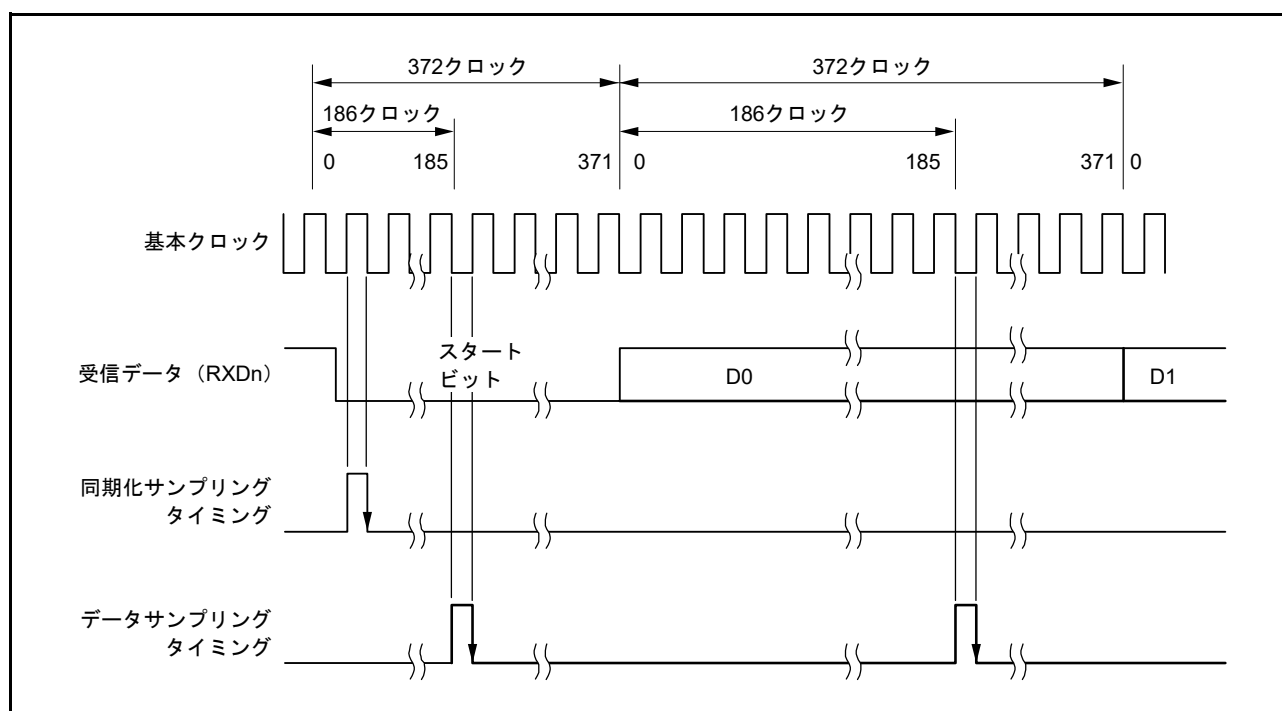 372クロック 372クロック
186クロック 186クロック
0 185 371 0 185 371 0
基本クロック
受信データ（RXDn）
スタート
ビット
D0 D1
同期化サンプリング
タイミング
データサンプリング
タイミング